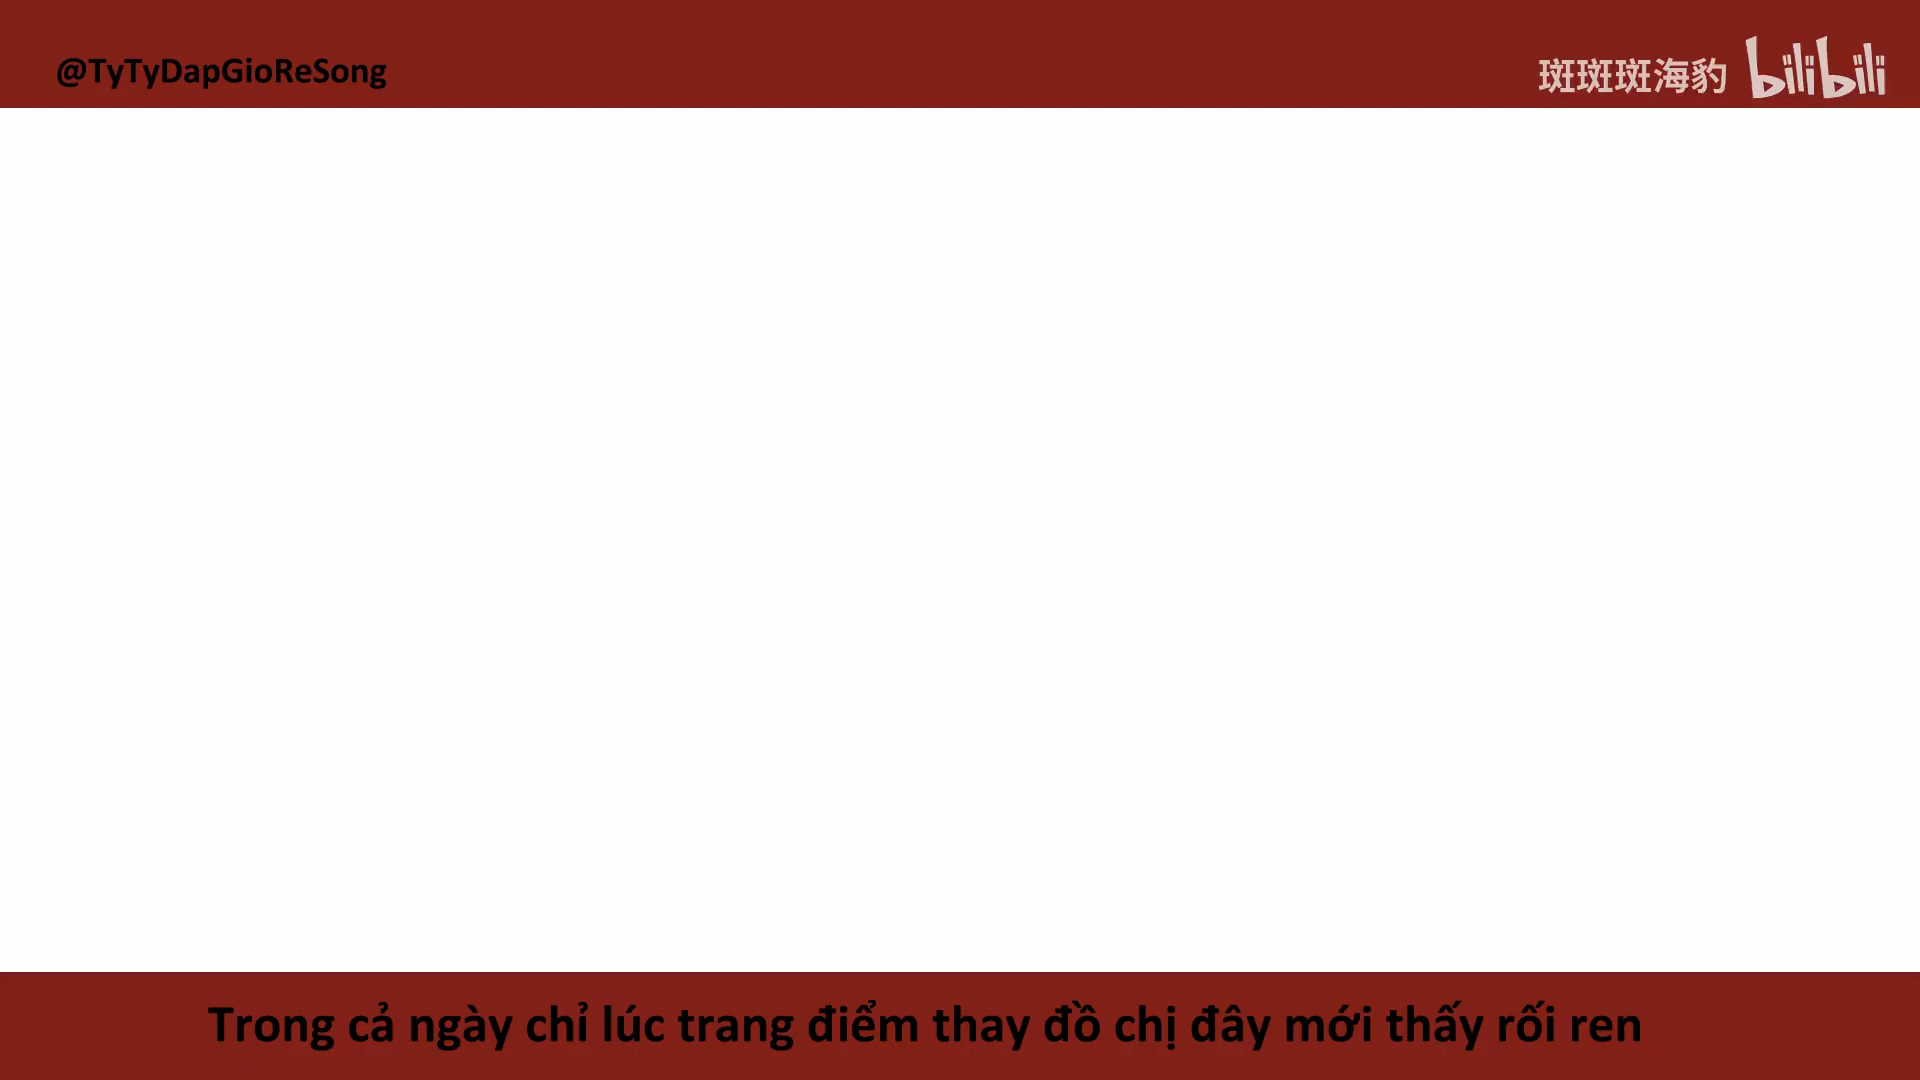 @TyTyDapGioReSong
斑斑斑海豹 bilibili
Trong cả ngày chỉ lúc trang điểm thay đồ chị đây mới thấy rối ren